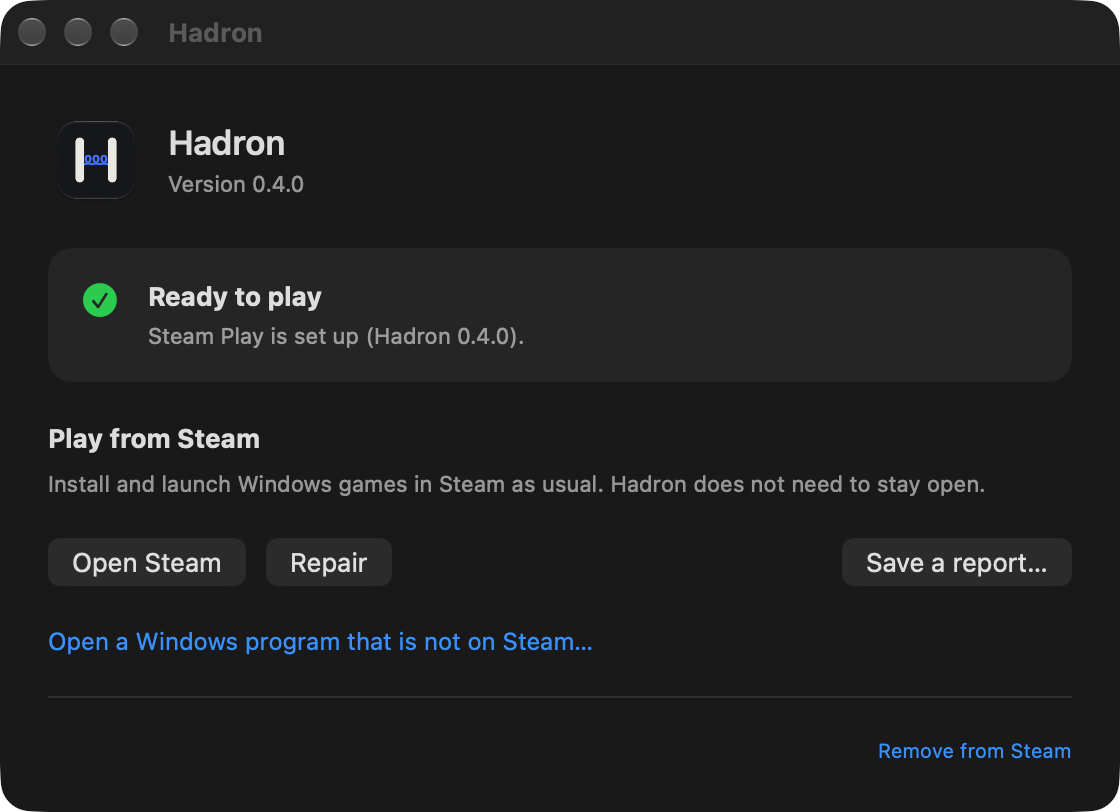 Hadron
Hadron
Version 0.4.0
Ready to play
Steam Play is set up (Hadron 0.4.0).
Play from Steam
Install and launch Windows games in Steam as usual. Hadron does not need to stay open.
Open Steam
Repair
Save a report...
Open a Windows program that is not on Steam...
Remove from Steam